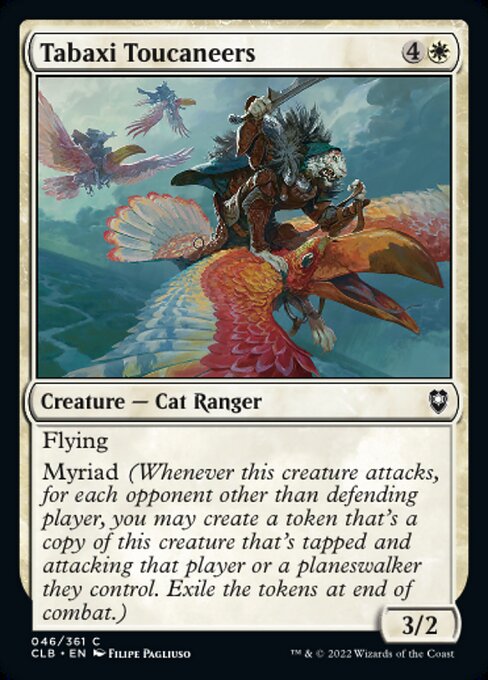 Tabaxi Toucaneers 4
Creature — Cat Ranger
Flying
Myriad (Whenever this creature attacks,
for each opponent other than defending
player, you may create a token that's a
copy of this creature that's tapped and
attacking that player or a planeswalker
they control. Exile the tokens at end of
combat.)
3/2
046/361 C
CLB • EN Filipe Pagliuso
™ & © 2022 Wizards of the Coast